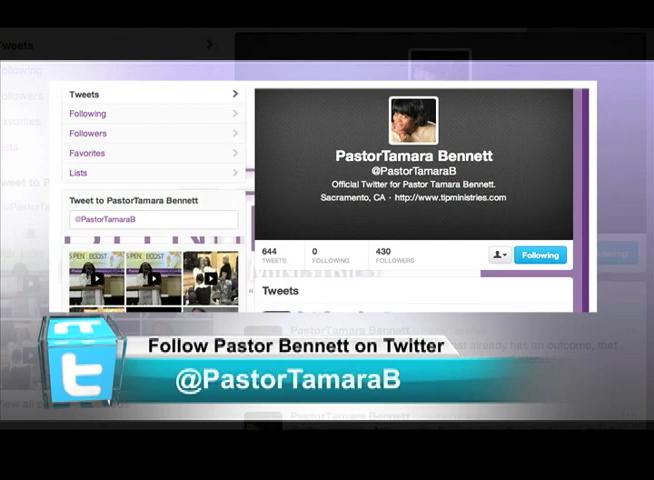 Tweets
Following
Followers
Favorites
Lists
Tweet to PastorTamara Bennett
@PastorTamaraB
PastorTamara Bennett
@PastorTamaraB
Official Twitter for Pastor Tamara Bennett.
Sacramento, CA · http://www.tlpministries.com
644
TWEETS
0
FOLLOWING
430
FOLLOWERS
Following
Tweets
Follow Pastor Bennett on Twitter
@PastorTamaraB